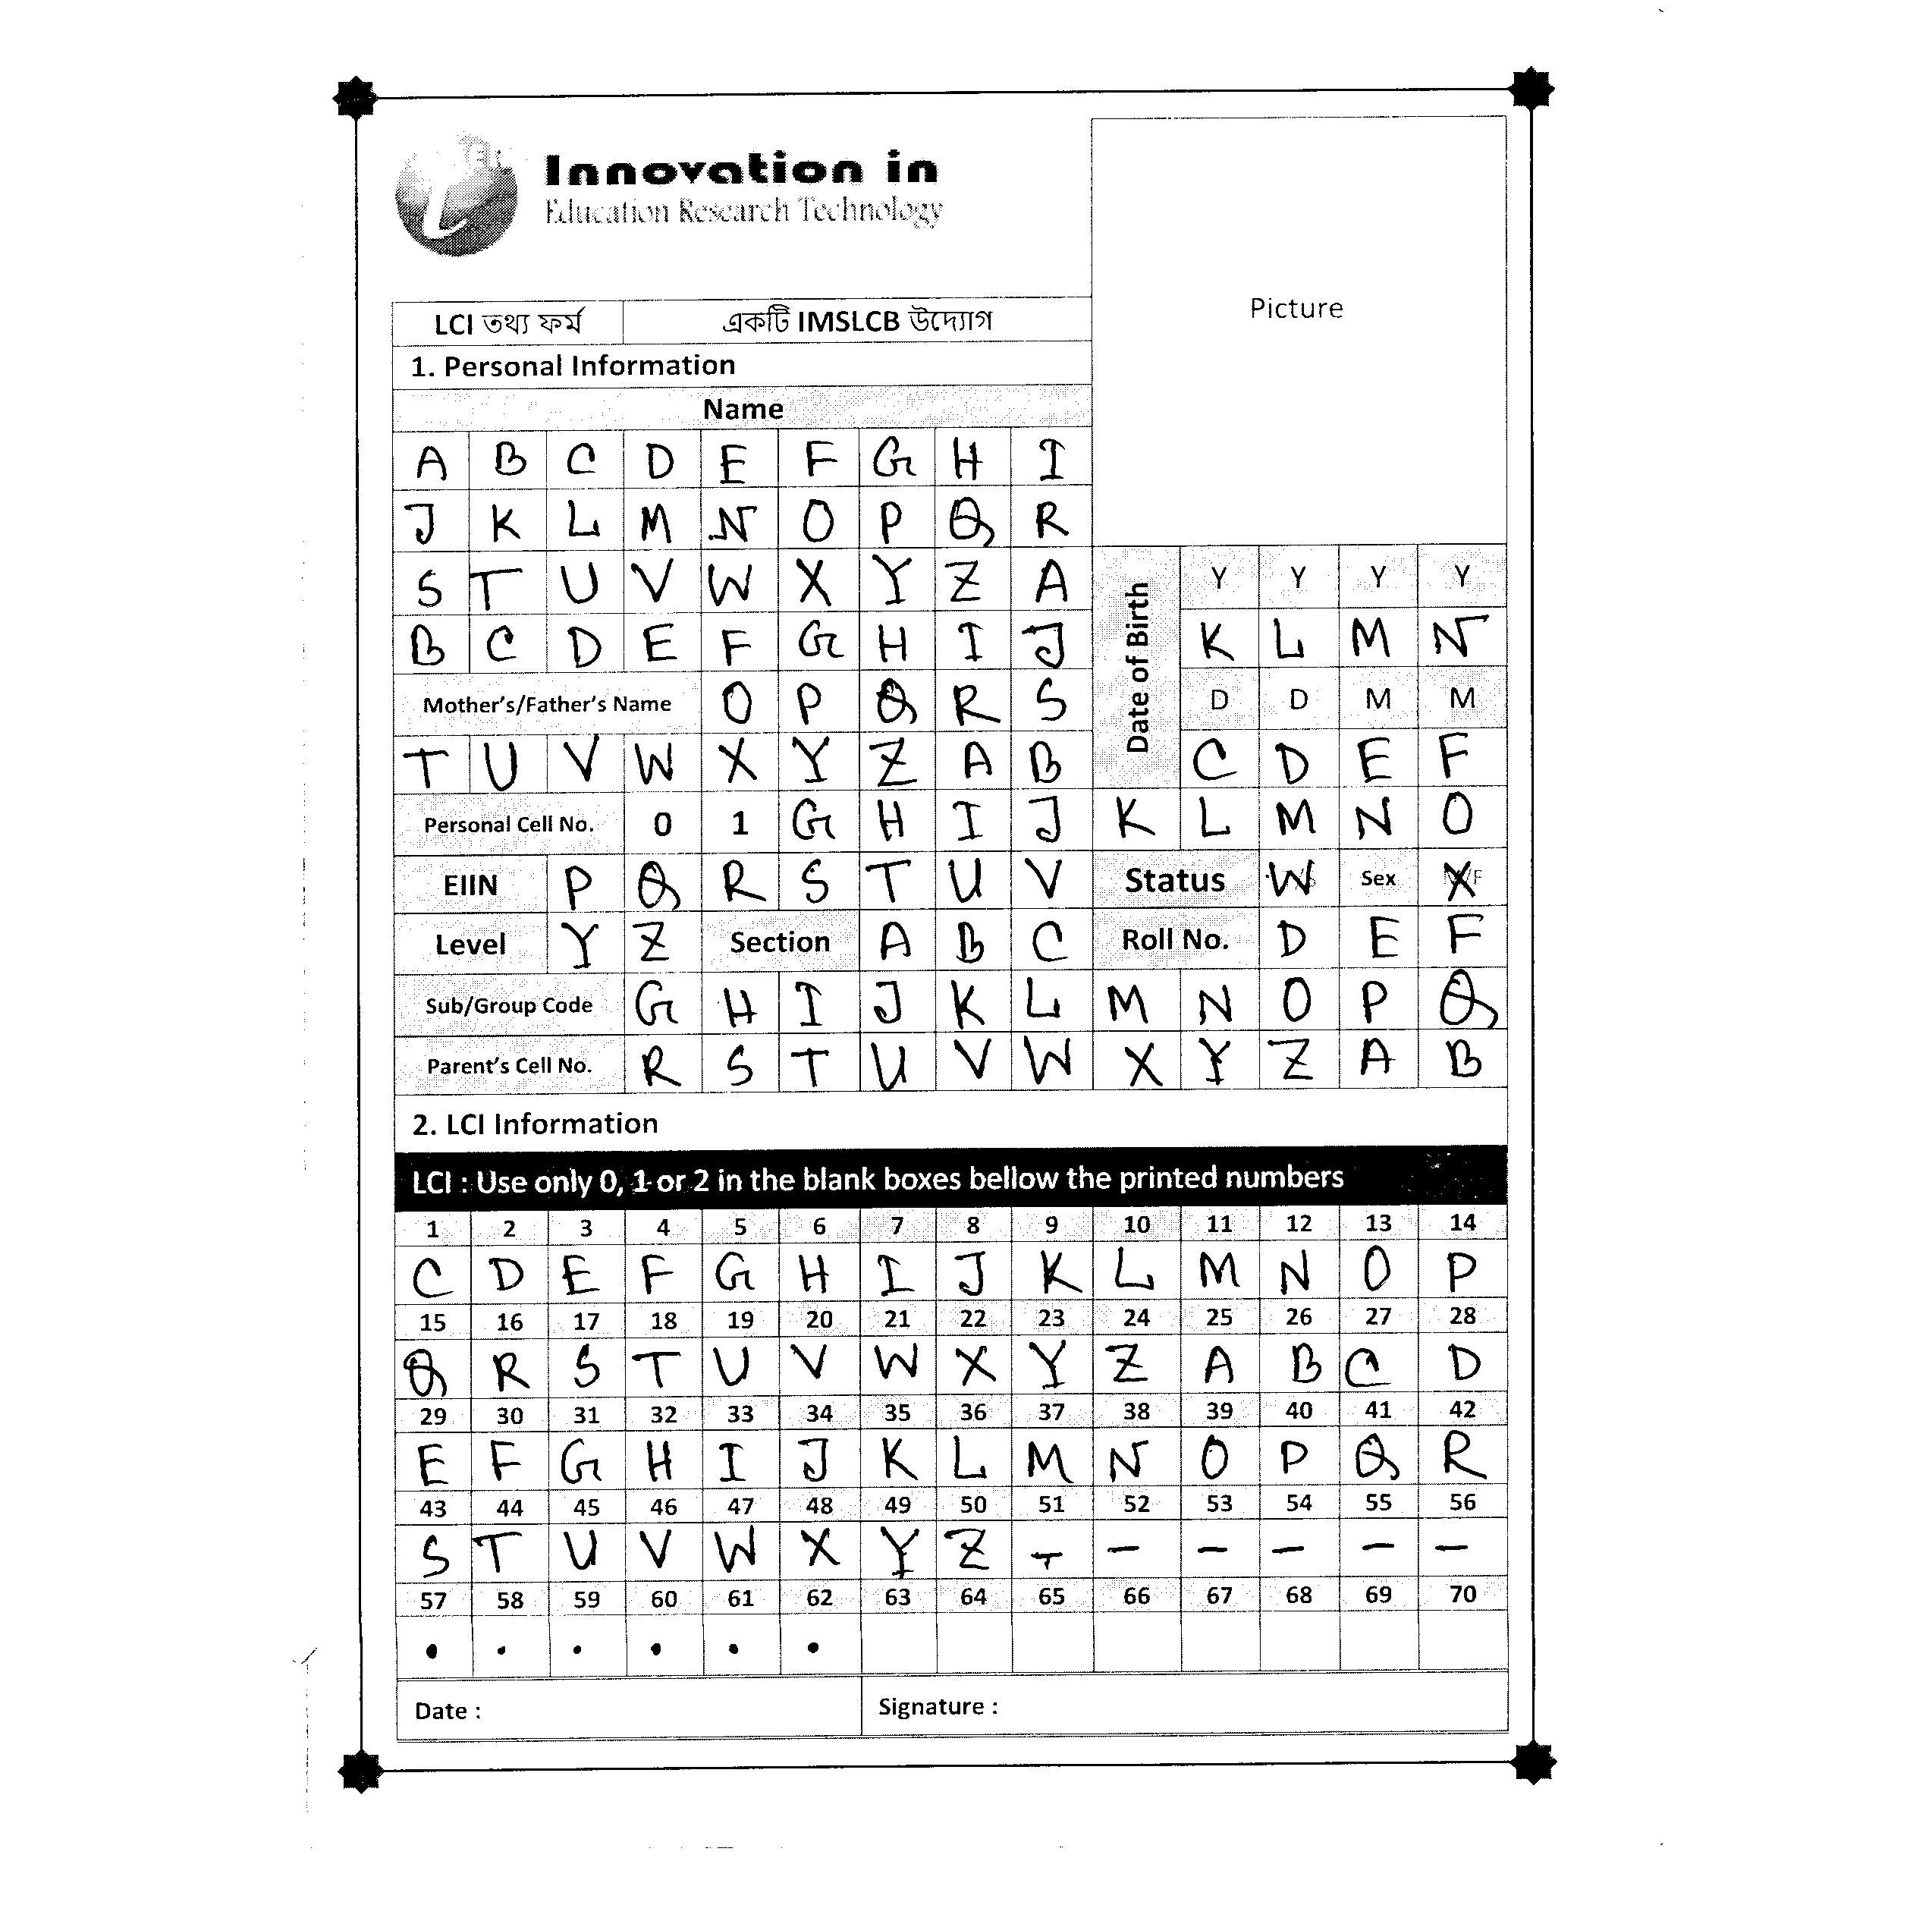 Innovation in
Education Research Technology
Picture
LCI তথ্য ফর্ম একটি IMSLCB উদ্যোগ
1. Personal Information
Name
A B C D E F G H I
J K L M N O P Q R
S T U V W X Y Z A
B C D E F G H I J
Date of Birth
Y Y Y Y
K L M N
D D M M
C D E F
Mother's/Father's Name O P Q R S
T U V W X Y Z A B
Personal Cell No. 0 1 G H I J K L M N O
EIIN P Q R S T U V Status W Sex X
Level Y Z Section A B C Roll No. D E F
Sub/Group Code G H I J K L M N O P Q
Parent's Cell No. R S T U V W X Y Z A B
2. LCI Information
LCI : Use only 0, 1 or 2 in the blank boxes bellow the printed numbers
1 2 3 4 5 6 7 8 9 10 11 12 13 14
C D E F G H I J K L M N O P
15 16 17 18 19 20 21 22 23 24 25 26 27 28
Q R S T U V W X Y Z A B C D
29 30 31 32 33 34 35 36 37 38 39 40 41 42
E F G H I J K L M N O P Q R
43 44 45 46 47 48 49 50 51 52 53 54 55 56
S T U V W X Y Z - - - - - -
57 58 59 60 61 62 63 64 65 66 67 68 69 70
. . . . . .
Date : Signature :